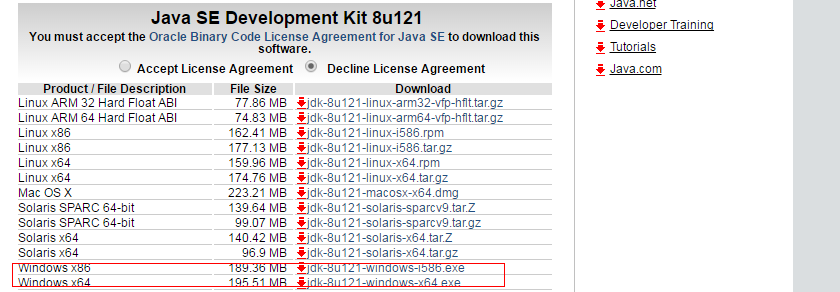 Java SE Development Kit 8u121
You must accept the Oracle Binary Code License Agreement for Java SE to download this
software.
Accept License Agreement Decline License Agreement
Product / File Description File Size Download
Linux ARM 32 Hard Float ABI 77.86 MB jdk-8u121-linux-arm32-vfp-hflt.tar.gz
Linux ARM 64 Hard Float ABI 74.83 MB jdk-8u121-linux-arm64-vfp-hflt.tar.gz
Linux x86 162.41 MB jdk-8u121-linux-i586.rpm
Linux x86 177.13 MB jdk-8u121-linux-i586.tar.gz
Linux x64 159.96 MB jdk-8u121-linux-x64.rpm
Linux x64 174.76 MB jdk-8u121-linux-x64.tar.gz
Mac OS X 223.21 MB jdk-8u121-macosx-x64.dmg
Solaris SPARC 64-bit 139.64 MB jdk-8u121-solaris-sparcv9.tar.Z
Solaris SPARC 64-bit 99.07 MB jdk-8u121-solaris-sparcv9.tar.gz
Solaris x64 140.42 MB jdk-8u121-solaris-x64.tar.Z
Solaris x64 96.9 MB jdk-8u121-solaris-x64.tar.gz
Windows x86 189.36 MB jdk-8u121-windows-i586.exe
Windows x64 195.51 MB jdk-8u121-windows-x64.exe
Java.net
Developer Training
Tutorials
Java.com